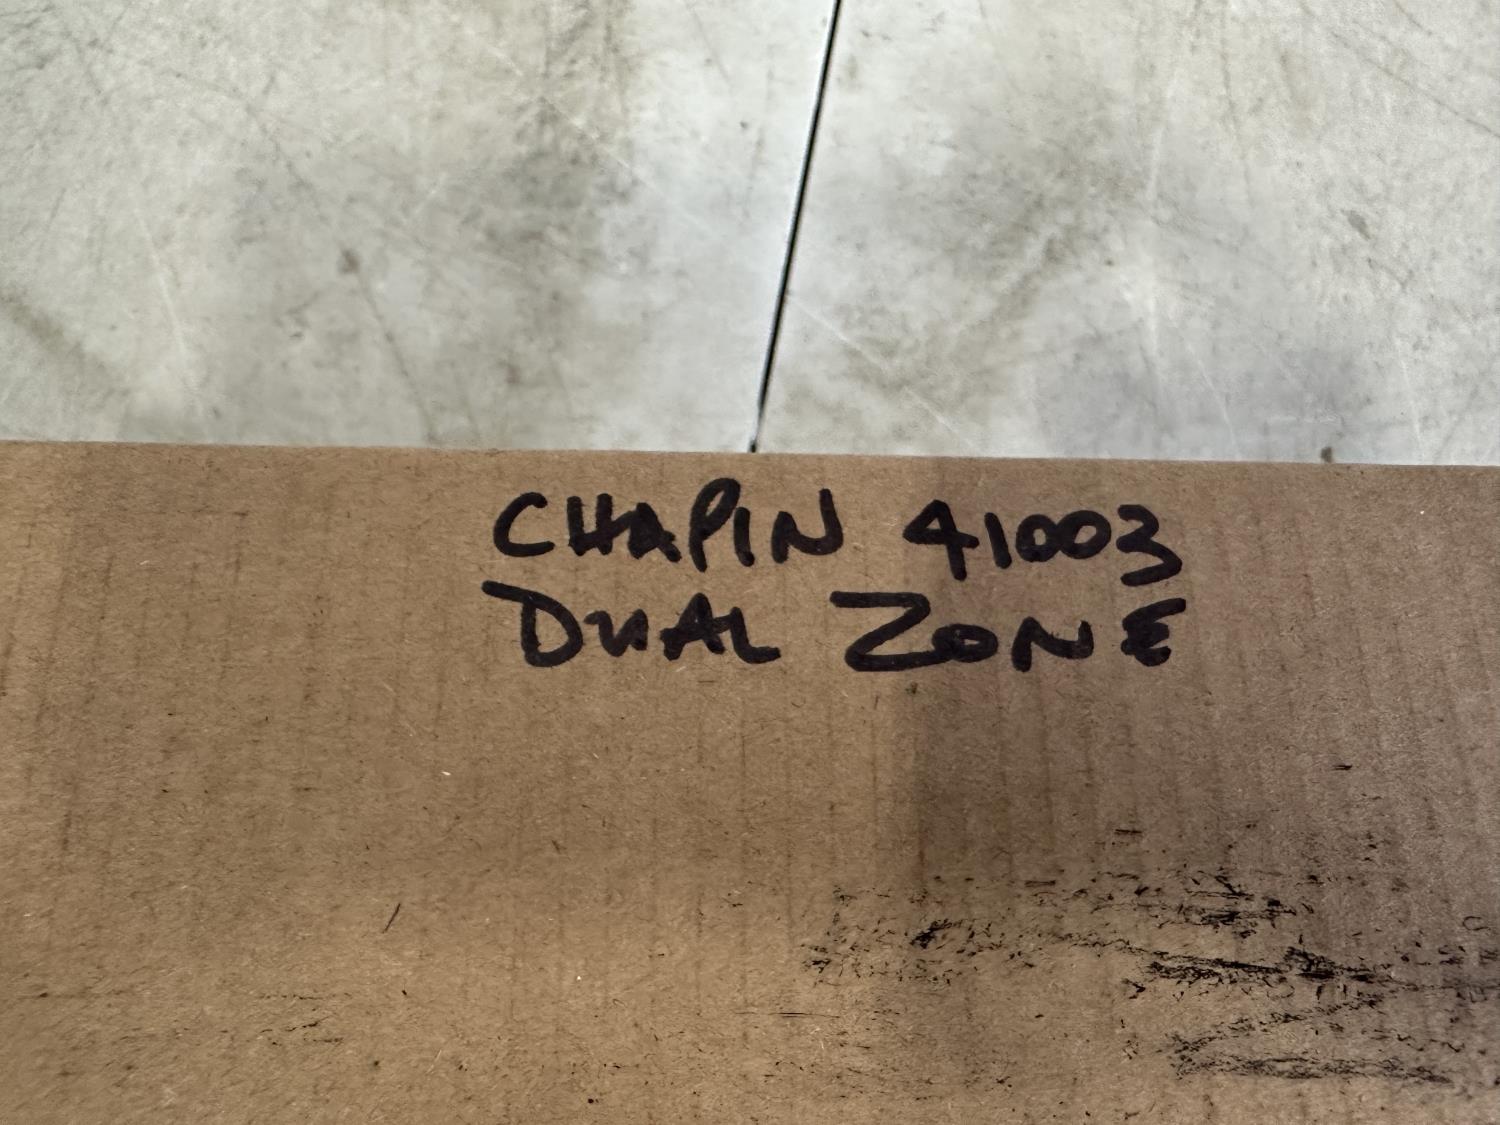 CHAPIN 41003
DUAL ZONE